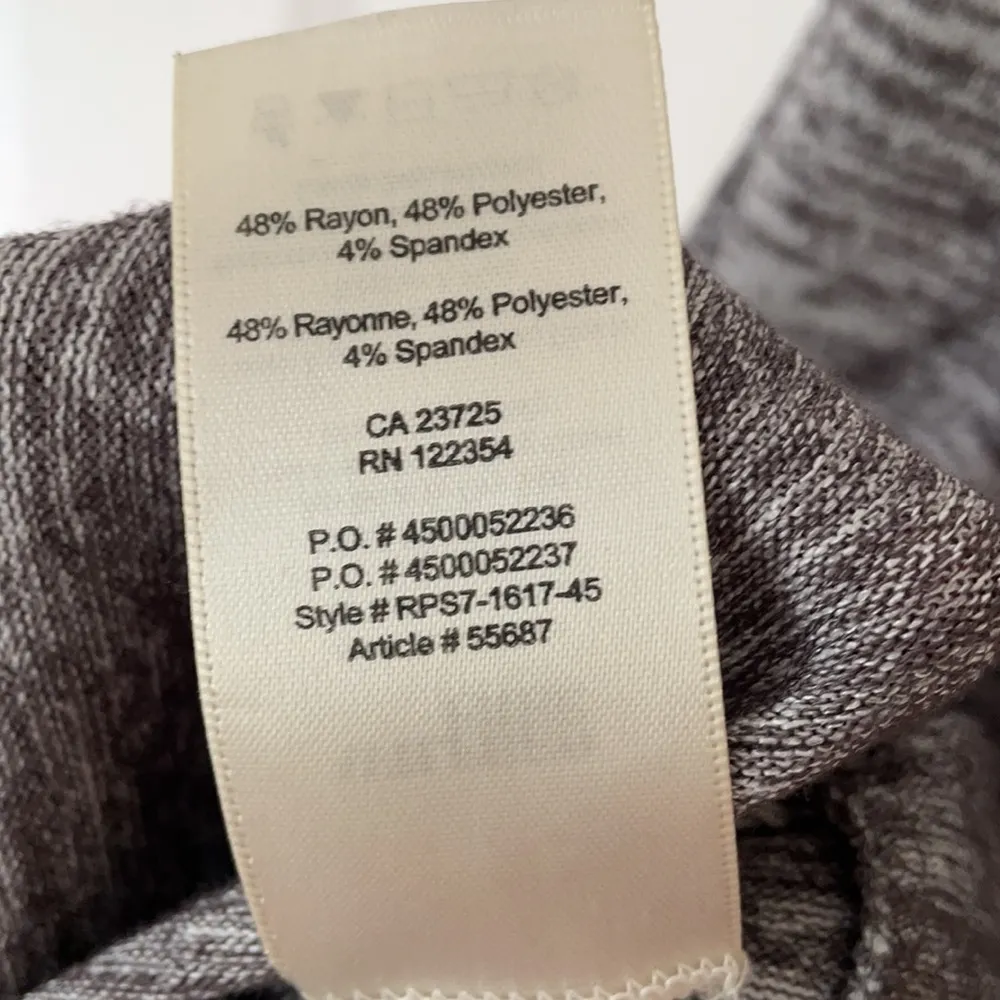 48% Rayon, 48% Polyester,
4% Spandex
48% Rayonne, 48% Polyester,
4% Spandex
CA 23725
RN 122354
P.O. # 4500052236
P.O. # 4500052237
Style # RPS7-1617-45
Article # 55687